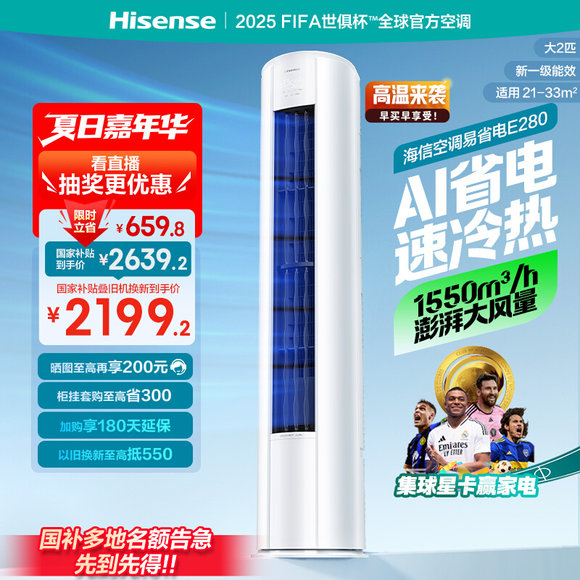 Hisense | 2025 FIFA世俱杯™全球官方空调
大2匹
新一级能效
适用 21-33m²
高温来袭
早买早享受!
海信空调易省电E280
AI省电
速冷热
1550m³/h
澎湃大风量
夏日嘉年华
看直播
抽奖更优惠
限时
立省
¥659.8
国家补贴
到手价
¥2639.2
国家补贴叠旧机换新到手价
¥2199.2
晒图至高再享200元
柜挂套购至高省300
加购享180天延保
以旧换新至高抵550
Emirates
FLY BETTER
集球星卡赢家电
国补多地名额告急
先到先得!!